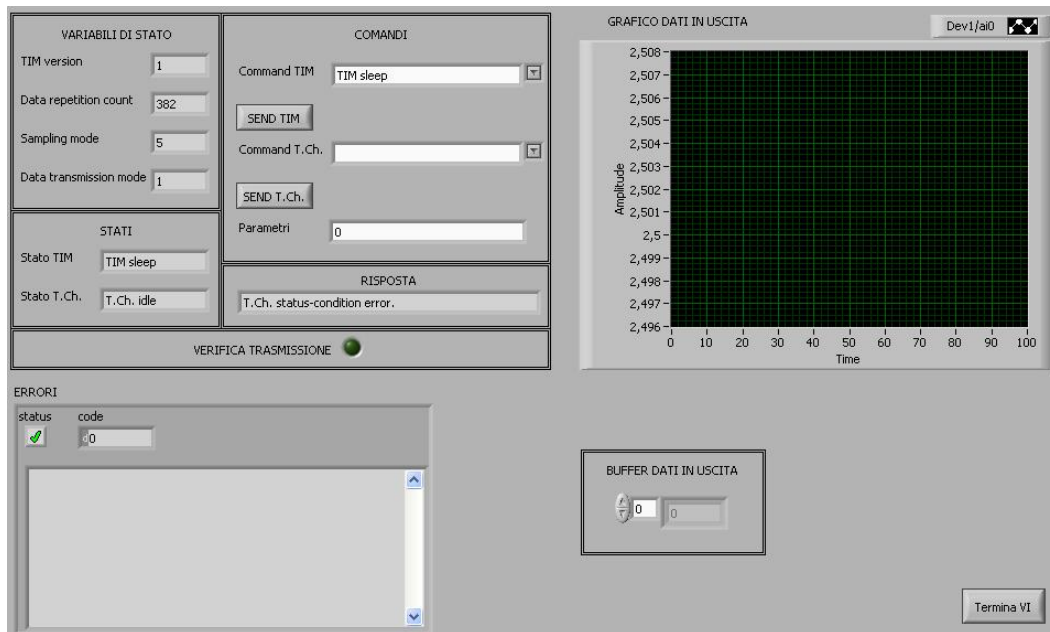 VARIABILI DI STATO
TIM version 1
Data repetition count 382
Sampling mode 5
Data transmission mode 1
STATI
Stato TIM TIM sleep
Stato T.Ch. T.Ch. idle
COMANDI
Command TIM TIM sleep
SEND TIM
Command T.Ch.
SEND T.Ch.
Parametri 0
RISPOSTA
T.Ch. status-condition error.
VERIFICA TRASMISSIONE
GRAFICO DATI IN USCITA
Dev1/ai0
2,508
2,507
2,506
2,505
2,504
2,503
2,502
2,501
2,5
2,499
2,498
2,497
2,496
Amplitude
0 10 20 30 40 50 60 70 80 90 100
Time
ERRORI
status code
d0
BUFFER DATI IN USCITA
0 0
Termina VI